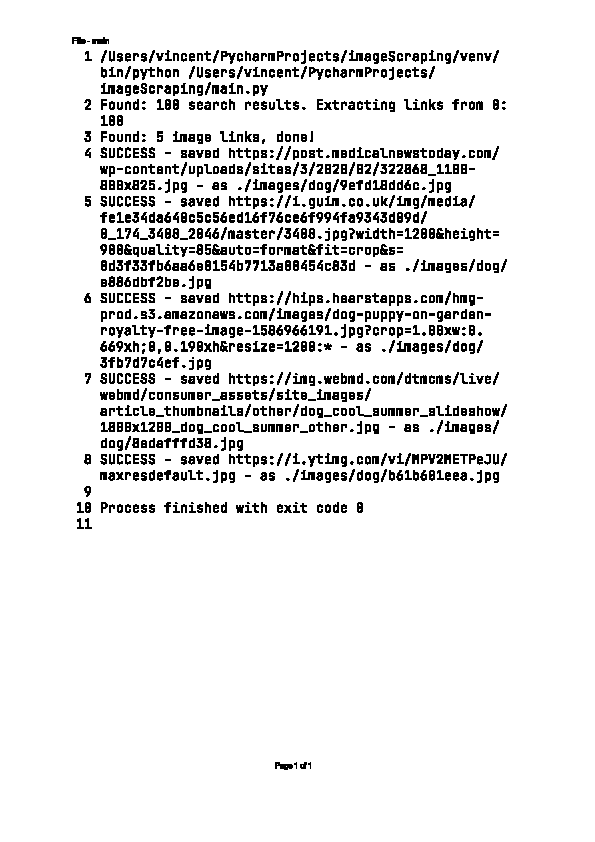 File - main
1 /Users/vincent/PycharmProjects/imageScraping/venv/
bin/python /Users/vincent/PycharmProjects/
imageScraping/main.py
2 Found: 100 search results. Extracting links from 0:
100
3 Found: 5 image links, done!
4 SUCCESS - saved https://post.medicalnewstoday.com/
wp-content/uploads/sites/3/2020/02/322868_1100-
800x825.jpg - as ./images/dog/9efd10dd6c.jpg
5 SUCCESS - saved https://i.guim.co.uk/img/media/
fe1e34da640c5c56ed16f76ce6f994fa9343d09d/
0_174_3408_2046/master/3408.jpg?width=1200&height=
900&quality=85&auto=format&fit=crop&s=
0d3f33fb6aa6e0154b7713a00454c83d - as ./images/dog/
e886dbf2be.jpg
6 SUCCESS - saved https://hips.hearstapps.com/hmg-
prod.s3.amazonaws.com/images/dog-puppy-on-garden-
royalty-free-image-1586966191.jpg?crop=1.00xw:0.
669xh;0,0.190xh&resize=1200:* - as ./images/dog/
3fb7d7c4ef.jpg
7 SUCCESS - saved https://img.webmd.com/dtmcms/live/
webmd/consumer_assets/site_images/
article_thumbnails/other/dog_cool_summer_slideshow/
1800x1200_dog_cool_summer_other.jpg - as ./images/
dog/8edafffd30.jpg
8 SUCCESS - saved https://i.ytimg.com/vi/MPV2METPeJU/
maxresdefault.jpg - as ./images/dog/b61b601eea.jpg
9
10 Process finished with exit code 0
11
Page 1 of 1